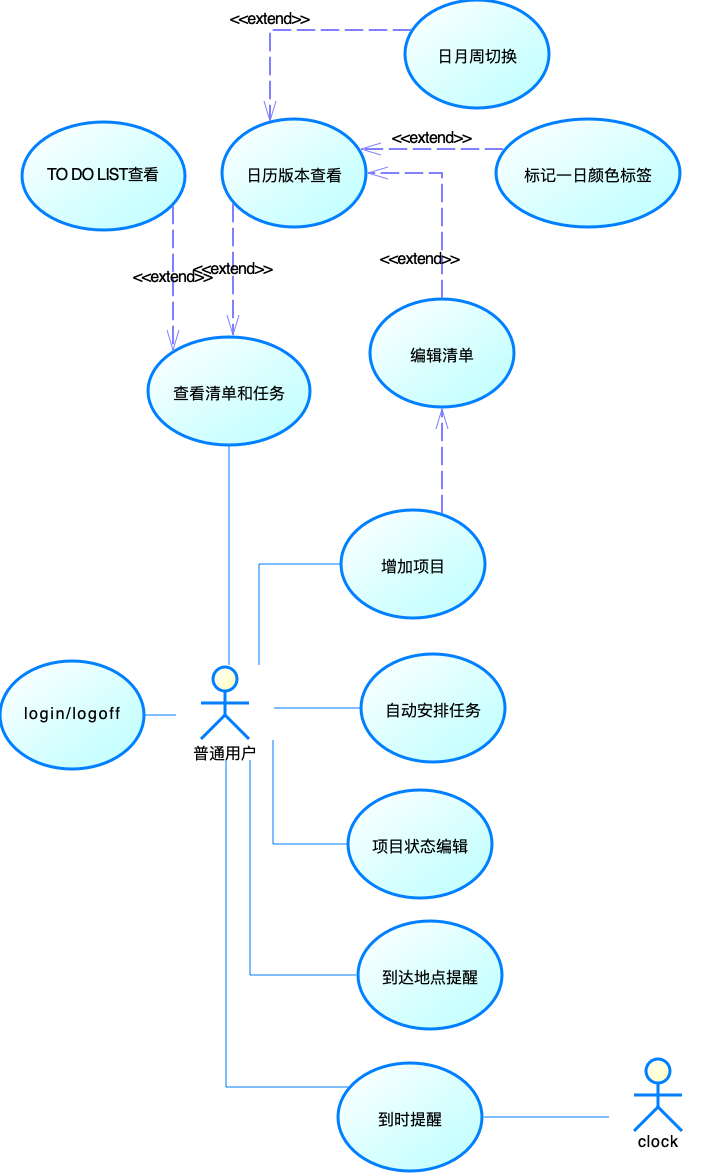 <<extend>>
日月周切换
<<extend>>
TO DO LIST查看
日历版本查看
标记一日颜色标签
<<extend>>
<<extend>>
<<extend>>
编辑清单
查看清单和任务
增加项目
login/logoff
自动安排任务
普通用户
项目状态编辑
到达地点提醒
到时提醒
clock